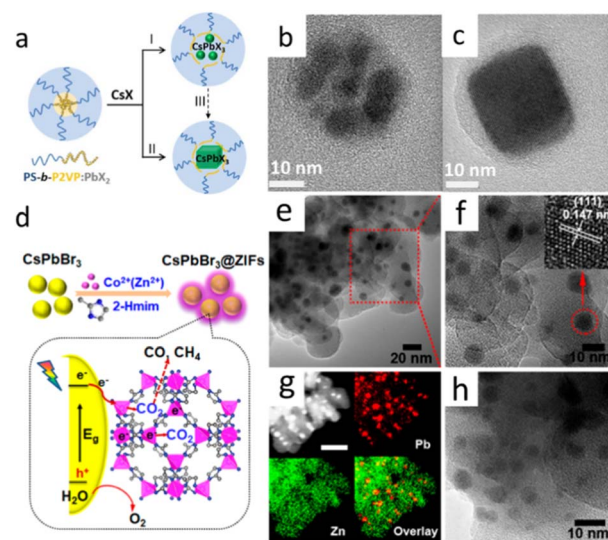 a
CsX
I
II
III
CsPbX₃
CsPbX₃
PS-b-P2VP:PbX₂
b
10 nm
c
10 nm
d
CsPbBr₃
CsPbBr₃@ZIFs
Co²⁺(Zn²⁺)
2-Hmim
CO, CH₄
e⁻
e⁻
CO₂
e⁻
e⁻
CO₂
E g
h⁺
H₂O
O₂
e
20 nm
f
(111)
0.147 nm
10 nm
g
Pb
Zn
Overlay
h
10 nm